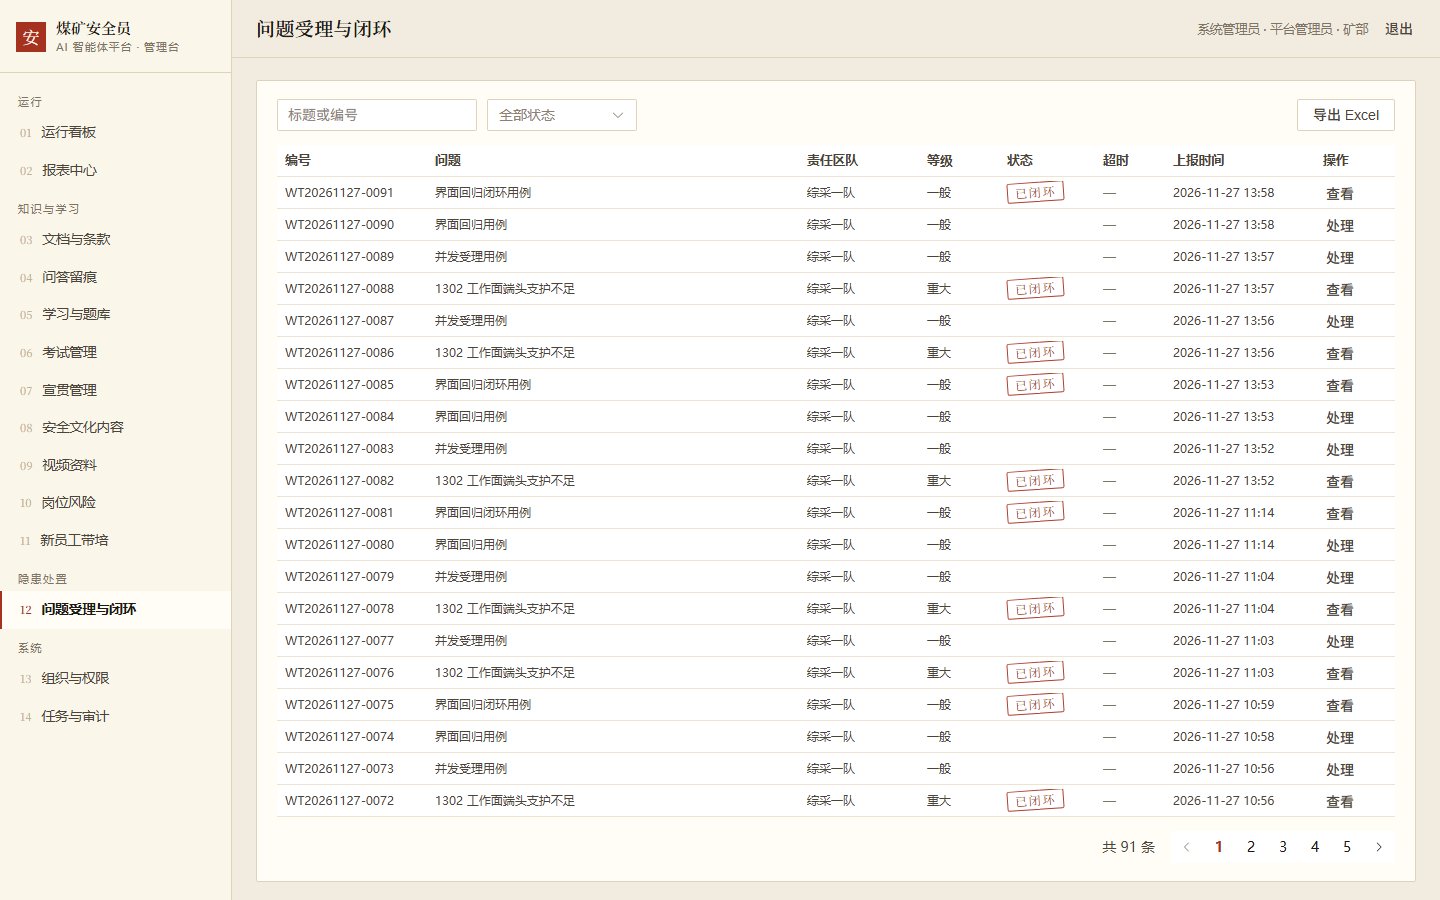 安
煤矿安全员
AI 智能体平台 · 管理台
运行
01 运行看板
02 报表中心
知识与学习
03 文档与条款
04 问答留痕
05 学习与题库
06 考试管理
07 宣贯管理
08 安全文化内容
09 视频资料
10 岗位风险
11 新员工带培
隐患处置
12 问题受理与闭环
系统
13 组织与权限
14 任务与审计
问题受理与闭环
系统管理员 · 平台管理员 · 矿部 退出
标题或编号 全部状态 导出 Excel
编号 问题 责任区队 等级 状态 超时 上报时间 操作
WT20261127-0091 界面回归闭环用例 综采一队 一般 已闭环 — 2026-11-27 13:58 查看
WT20261127-0090 界面回归用例 综采一队 一般 — 2026-11-27 13:58 处理
WT20261127-0089 并发受理用例 综采一队 一般 — 2026-11-27 13:57 处理
WT20261127-0088 1302 工作面端头支护不足 综采一队 重大 已闭环 — 2026-11-27 13:57 查看
WT20261127-0087 并发受理用例 综采一队 一般 — 2026-11-27 13:56 处理
WT20261127-0086 1302 工作面端头支护不足 综采一队 重大 已闭环 — 2026-11-27 13:56 查看
WT20261127-0085 界面回归闭环用例 综采一队 一般 已闭环 — 2026-11-27 13:53 查看
WT20261127-0084 界面回归用例 综采一队 一般 — 2026-11-27 13:53 处理
WT20261127-0083 并发受理用例 综采一队 一般 — 2026-11-27 13:52 处理
WT20261127-0082 1302 工作面端头支护不足 综采一队 重大 已闭环 — 2026-11-27 13:52 查看
WT20261127-0081 界面回归闭环用例 综采一队 一般 已闭环 — 2026-11-27 11:14 查看
WT20261127-0080 界面回归用例 综采一队 一般 — 2026-11-27 11:14 处理
WT20261127-0079 并发受理用例 综采一队 一般 — 2026-11-27 11:04 处理
WT20261127-0078 1302 工作面端头支护不足 综采一队 重大 已闭环 — 2026-11-27 11:04 查看
WT20261127-0077 并发受理用例 综采一队 一般 — 2026-11-27 11:03 处理
WT20261127-0076 1302 工作面端头支护不足 综采一队 重大 已闭环 — 2026-11-27 11:03 查看
WT20261127-0075 界面回归闭环用例 综采一队 一般 已闭环 — 2026-11-27 10:59 查看
WT20261127-0074 界面回归用例 综采一队 一般 — 2026-11-27 10:58 处理
WT20261127-0073 并发受理用例 综采一队 一般 — 2026-11-27 10:56 处理
WT20261127-0072 1302 工作面端头支护不足 综采一队 重大 已闭环 — 2026-11-27 10:56 查看
共 91 条 1 2 3 4 5